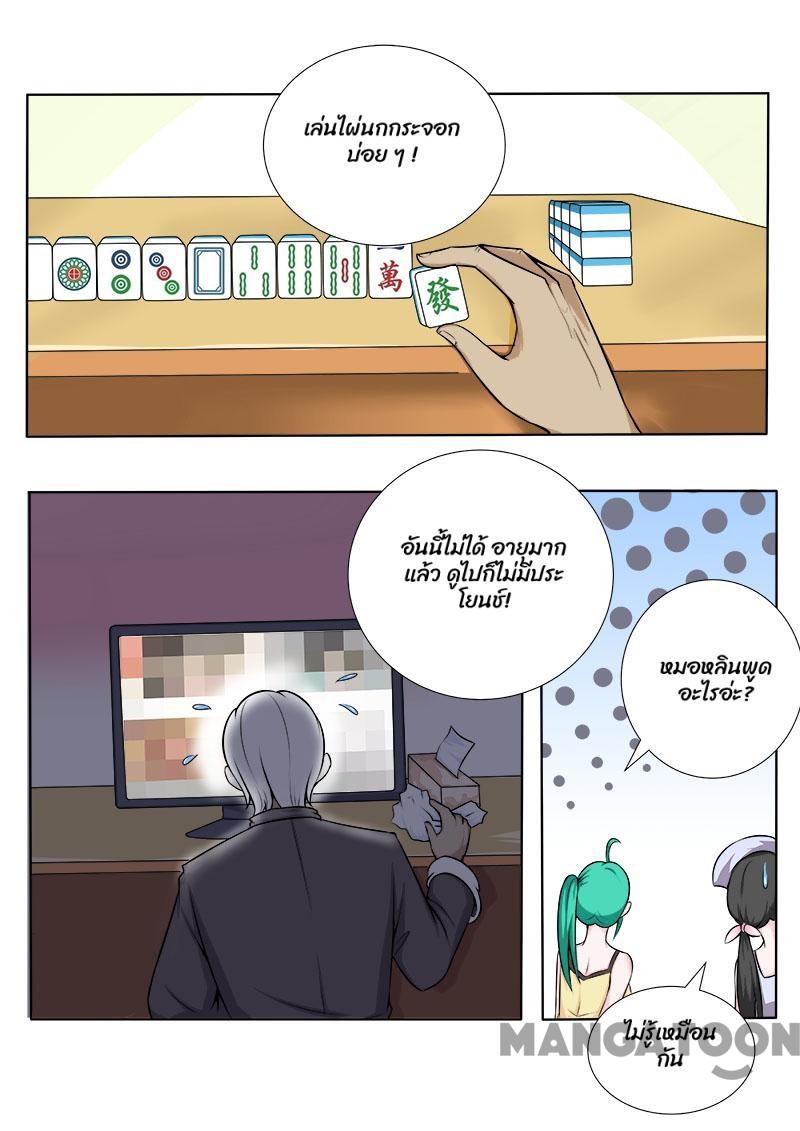 เล่นไผ่นกกระจอก
บ่อย ๆ !
萬
發
อันนี้ไม่ได้ อายุมาก
แล้ว ดูไปก็ไม่มีประ
โยนช์!
หมอหลินพูด
อะไรอ่ะ?
ไม่รู้เหมือน
กัน
MANGATOON